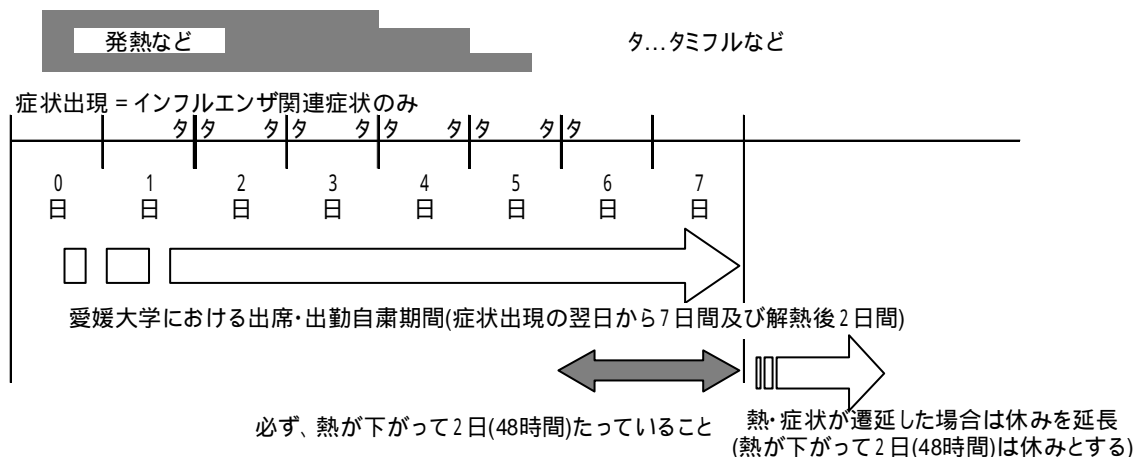 発熱など
タ…タミフルなど
症状出現=インフルエンザ関連症状のみ
タ タ タ タ タ タ タ タ タ タ
0 1 2 3 4 5 6 7
日 日 日 日 日 日 日 日
愛媛大学における出席・出勤自粛期間(症状出現の翌日から7日間及び解熱後2日間)
必ず、熱が下がって2日(48時間)たっていること
熱・症状が遷延した場合は休みを延長
(熱が下がって2日(48時間)は休みとする)